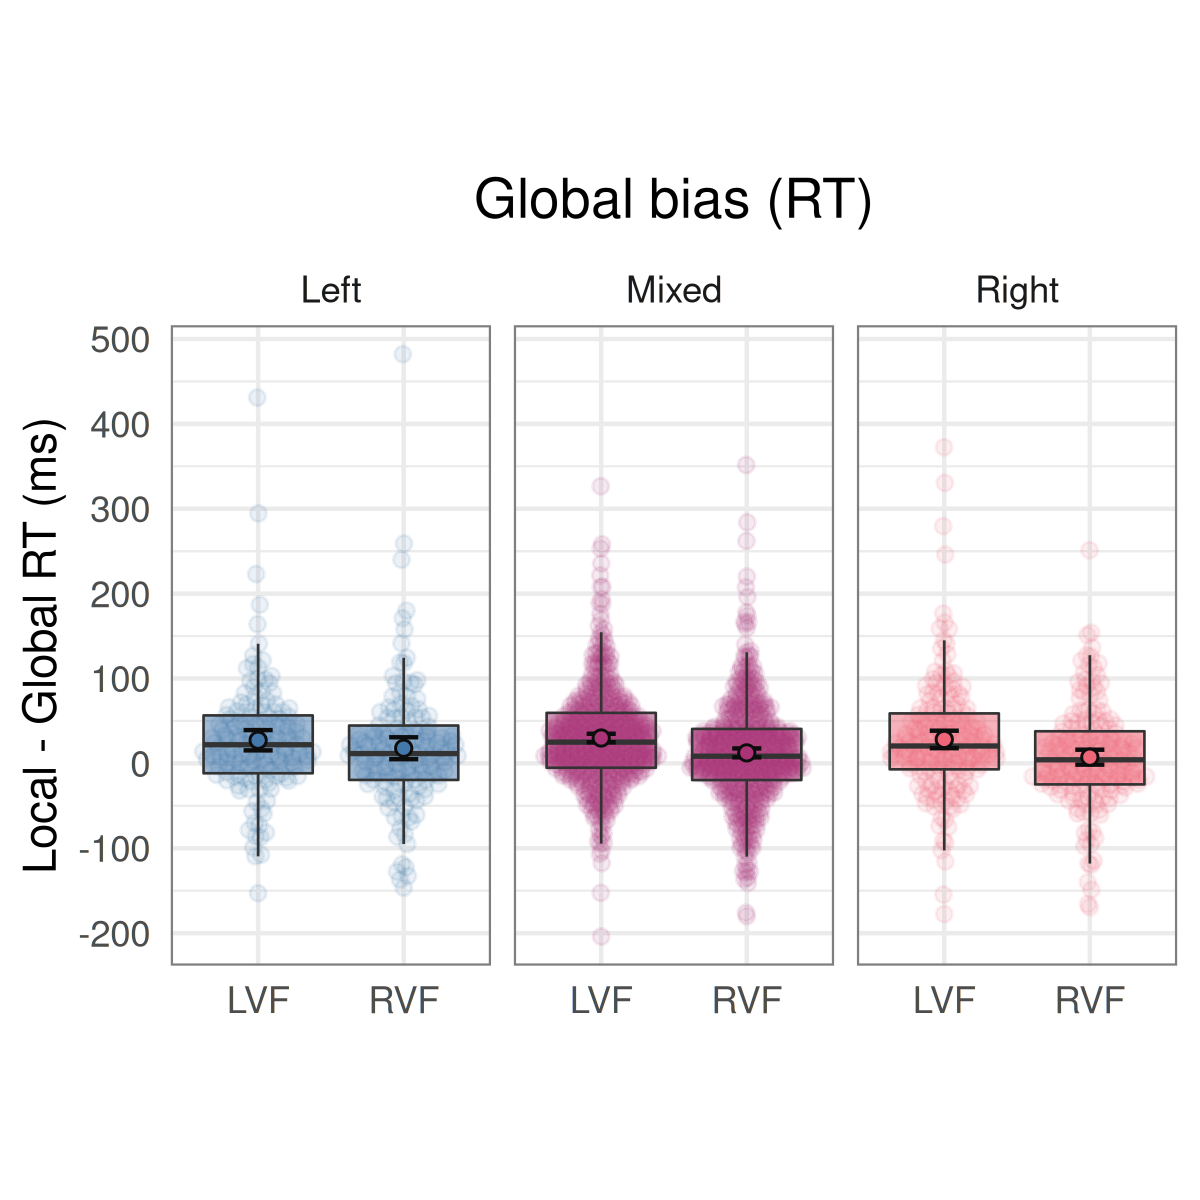 Global bias (RT)
Left Mixed Right
Local - Global RT (ms)
500
400
300
200
100
0
-100
-200
LVF RVF LVF RVF LVF RVF